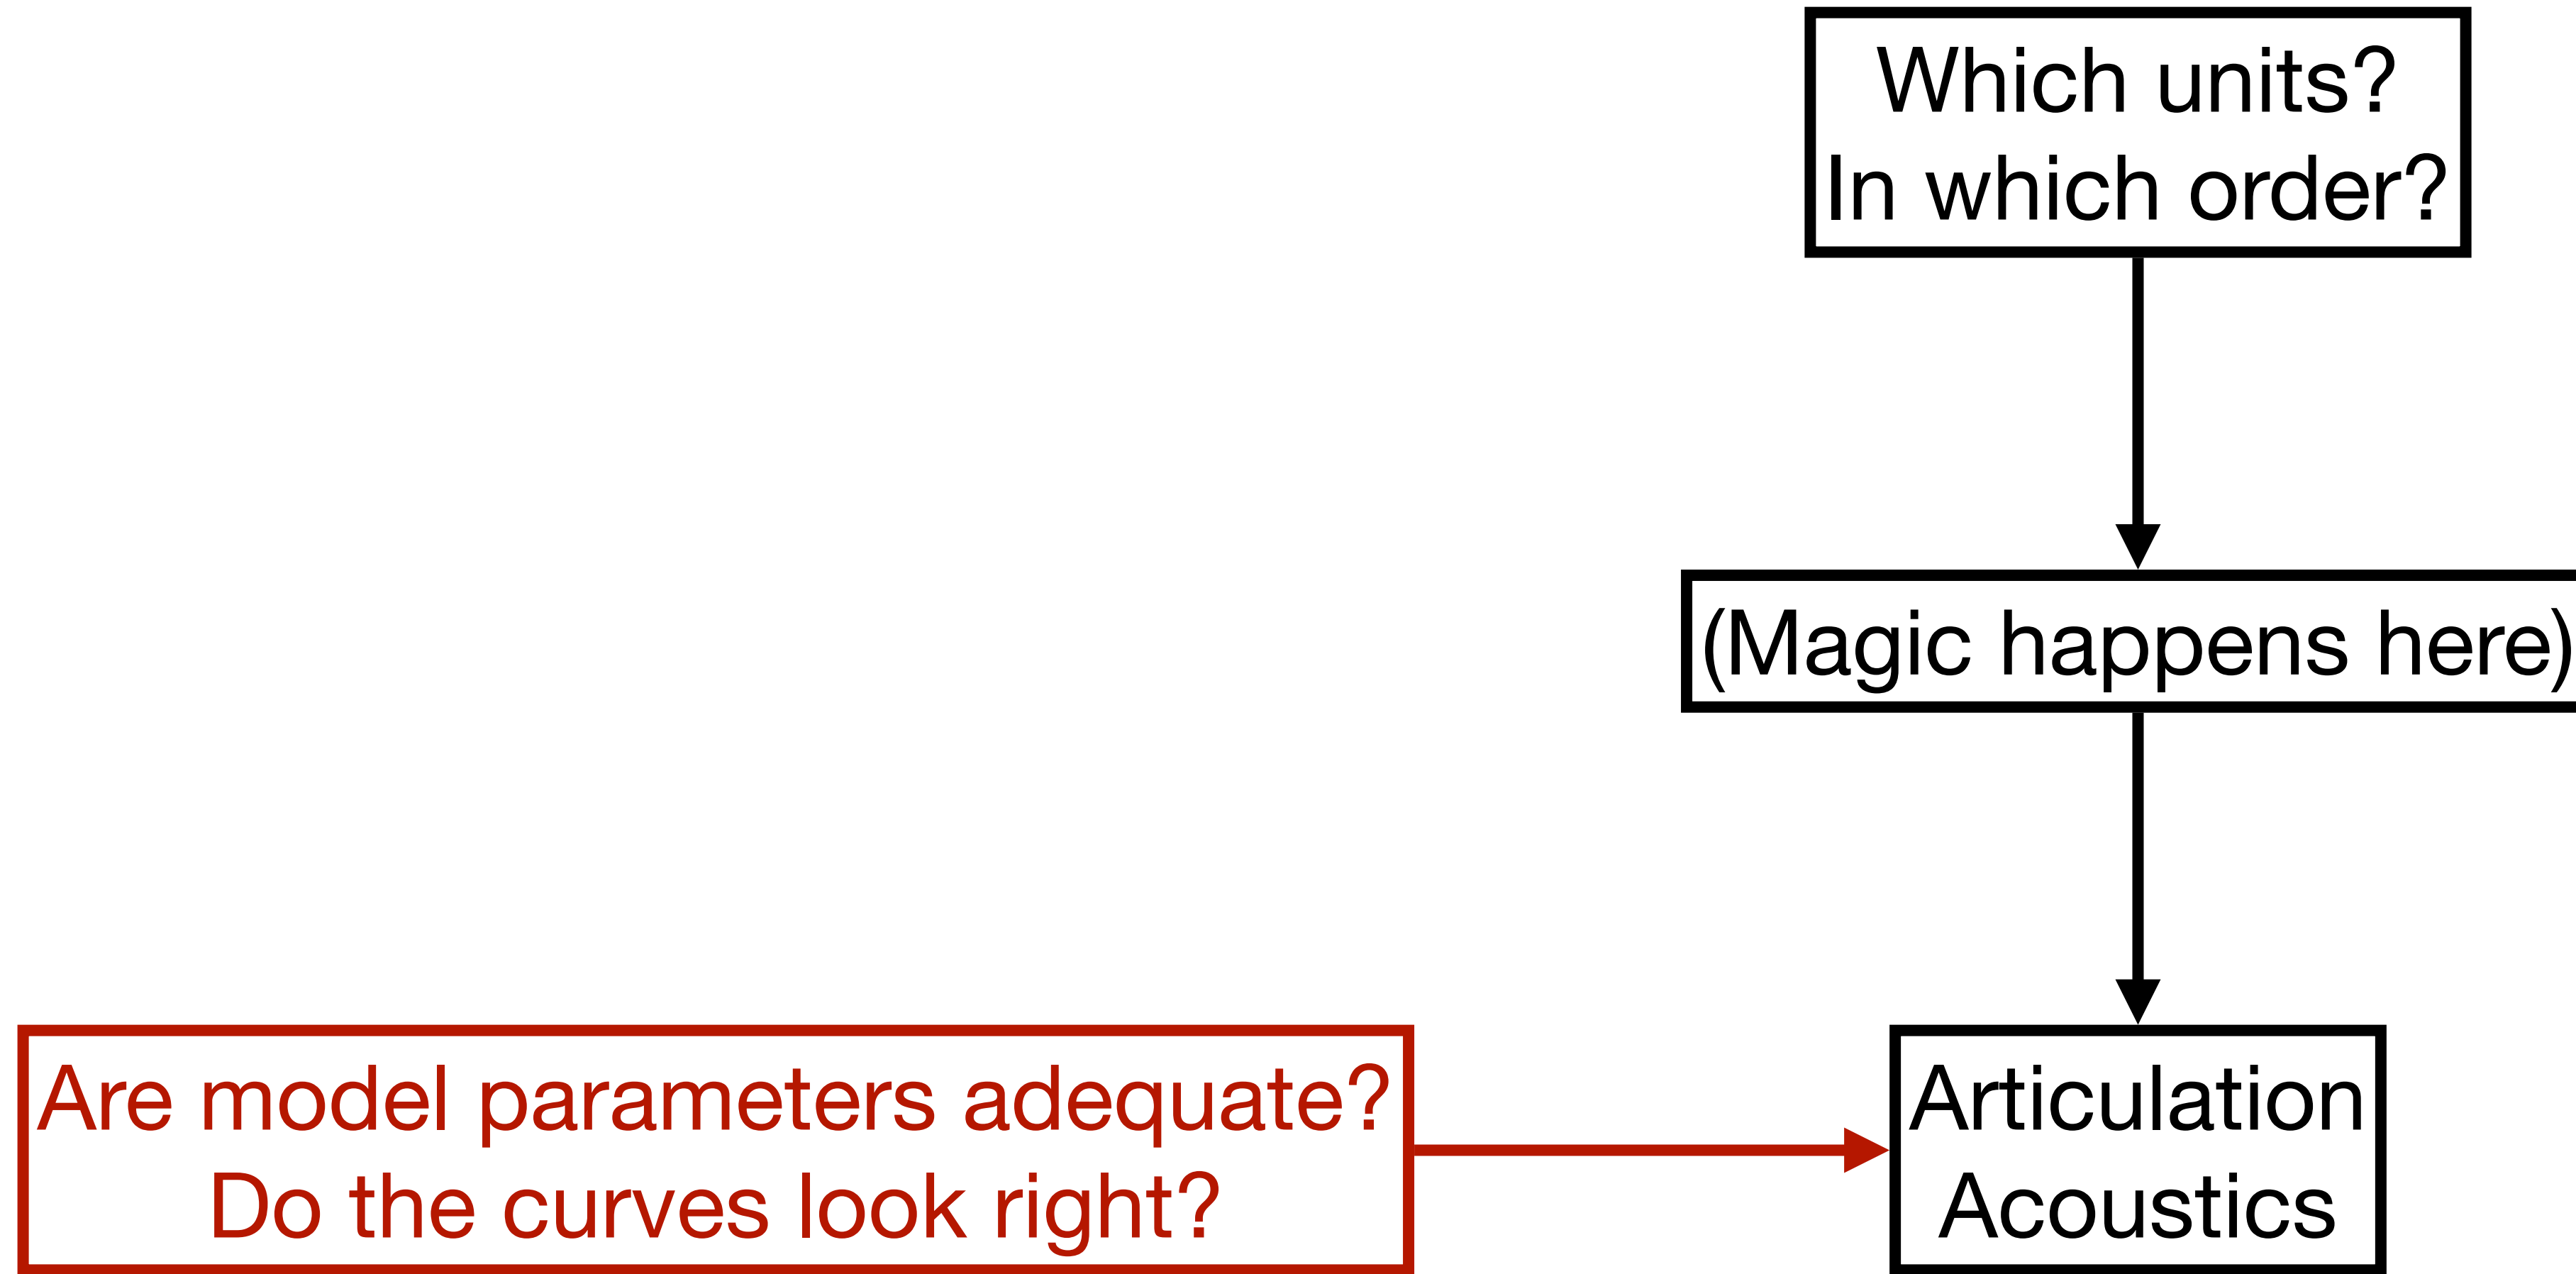 Which units?
In which order?
(Magic happens here)
Are model parameters adequate?
Do the curves look right?
Articulation
Acoustics